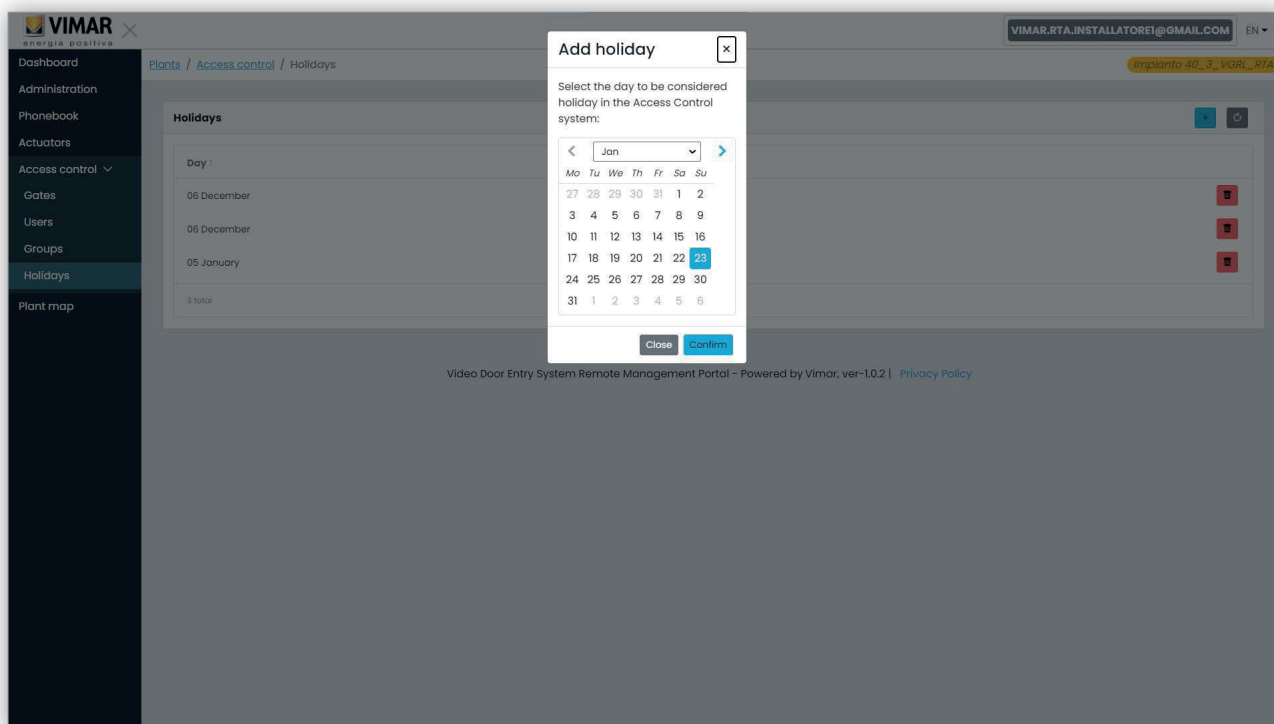 VIMAR
energia positiva
VIMAR.RTA.INSTALLATORE1@GMAIL.COM
EN
Dashboard
Administration
Phonebook
Actuators
Access control
Gates
Users
Groups
Holidays
Plant map
Plants / Access control / Holidays
Implanto 40_3_VGRL_RTA
Holidays
Day
06 December
06 December
05 January
3 total
Add holiday
×
Select the day to be considered
holiday in the Access Control
system:
Jan
Mo Tu We Th Fr Sa Su
27 28 29 30 31 1 2
3 4 5 6 7 8 9
10 11 12 13 14 15 16
17 18 19 20 21 22 23
24 25 26 27 28 29 30
31 1 2 3 4 5 6
Close Confirm
Video Door Entry System Remote Management Portal - Powered by Vimar, ver-1.0.2 | Privacy Policy